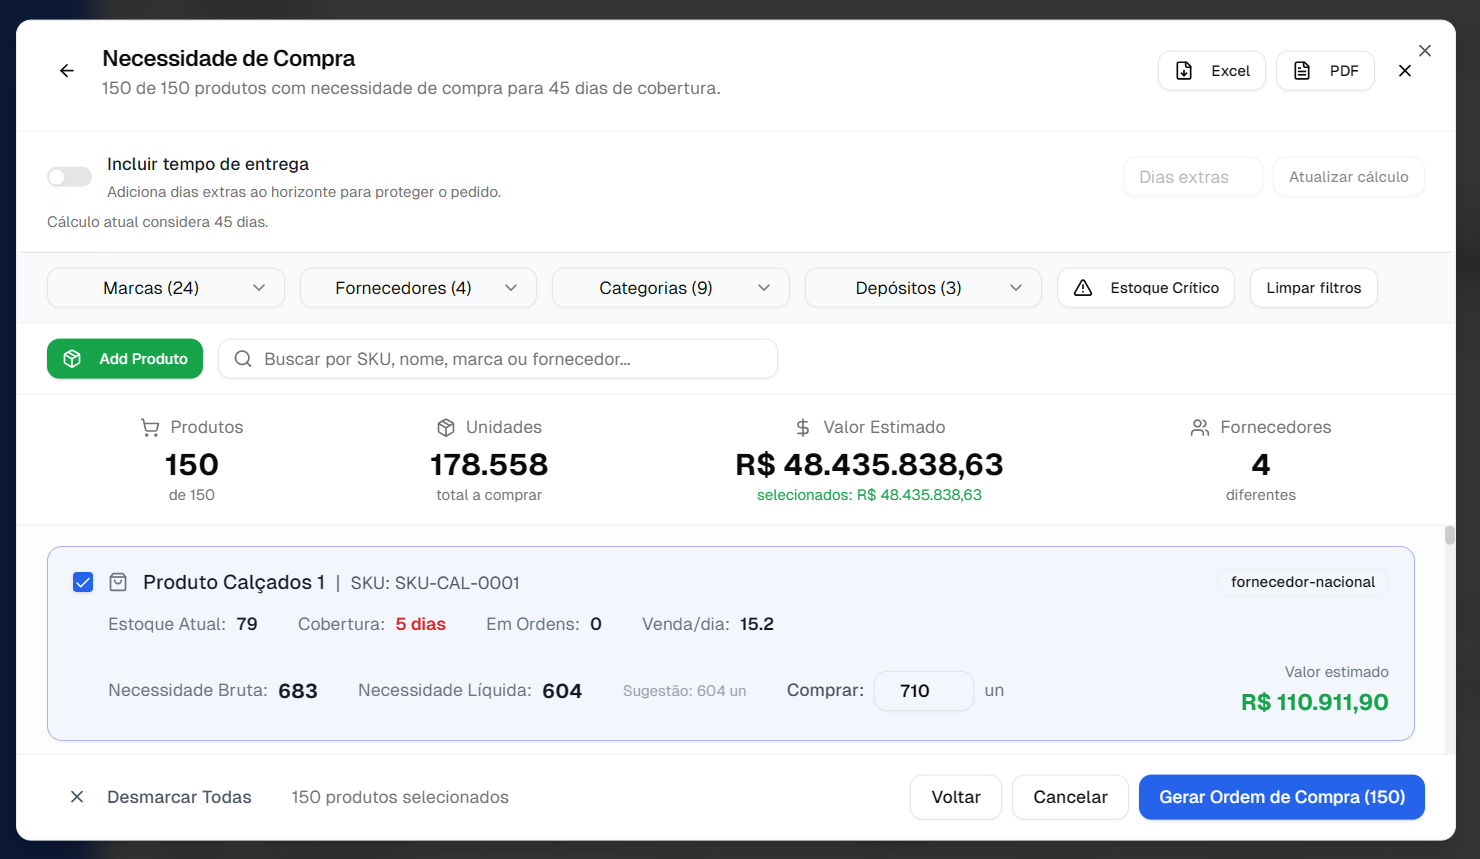 Necessidade de Compra
150 de 150 produtos com necessidade de compra para 45 dias de cobertura.
Excel
PDF
Incluir tempo de entrega
Adiciona dias extras ao horizonte para proteger o pedido.
Dias extras
Atualizar cálculo
Cálculo atual considera 45 dias.
Marcas (24)
Fornecedores (4)
Categorias (9)
Depósitos (3)
Estoque Crítico
Limpar filtros
Add Produto
Buscar por SKU, nome, marca ou fornecedor...
Produtos
150
de 150
Unidades
178.558
total a comprar
Valor Estimado
R$ 48.435.838,63
selecionados: R$ 48.435.838,63
Fornecedores
4
diferentes
Produto Calçados 1 | SKU: SKU-CAL-0001
fornecedor-nacional
Estoque Atual: 79 Cobertura: 5 dias Em Ordens: 0 Venda/dia: 15.2
Necessidade Bruta: 683 Necessidade Líquida: 604 Sugestão: 604 un Comprar: 710 un
Valor estimado
R$ 110.911,90
Desmarcar Todas
150 produtos selecionados
Voltar
Cancelar
Gerar Ordem de Compra (150)